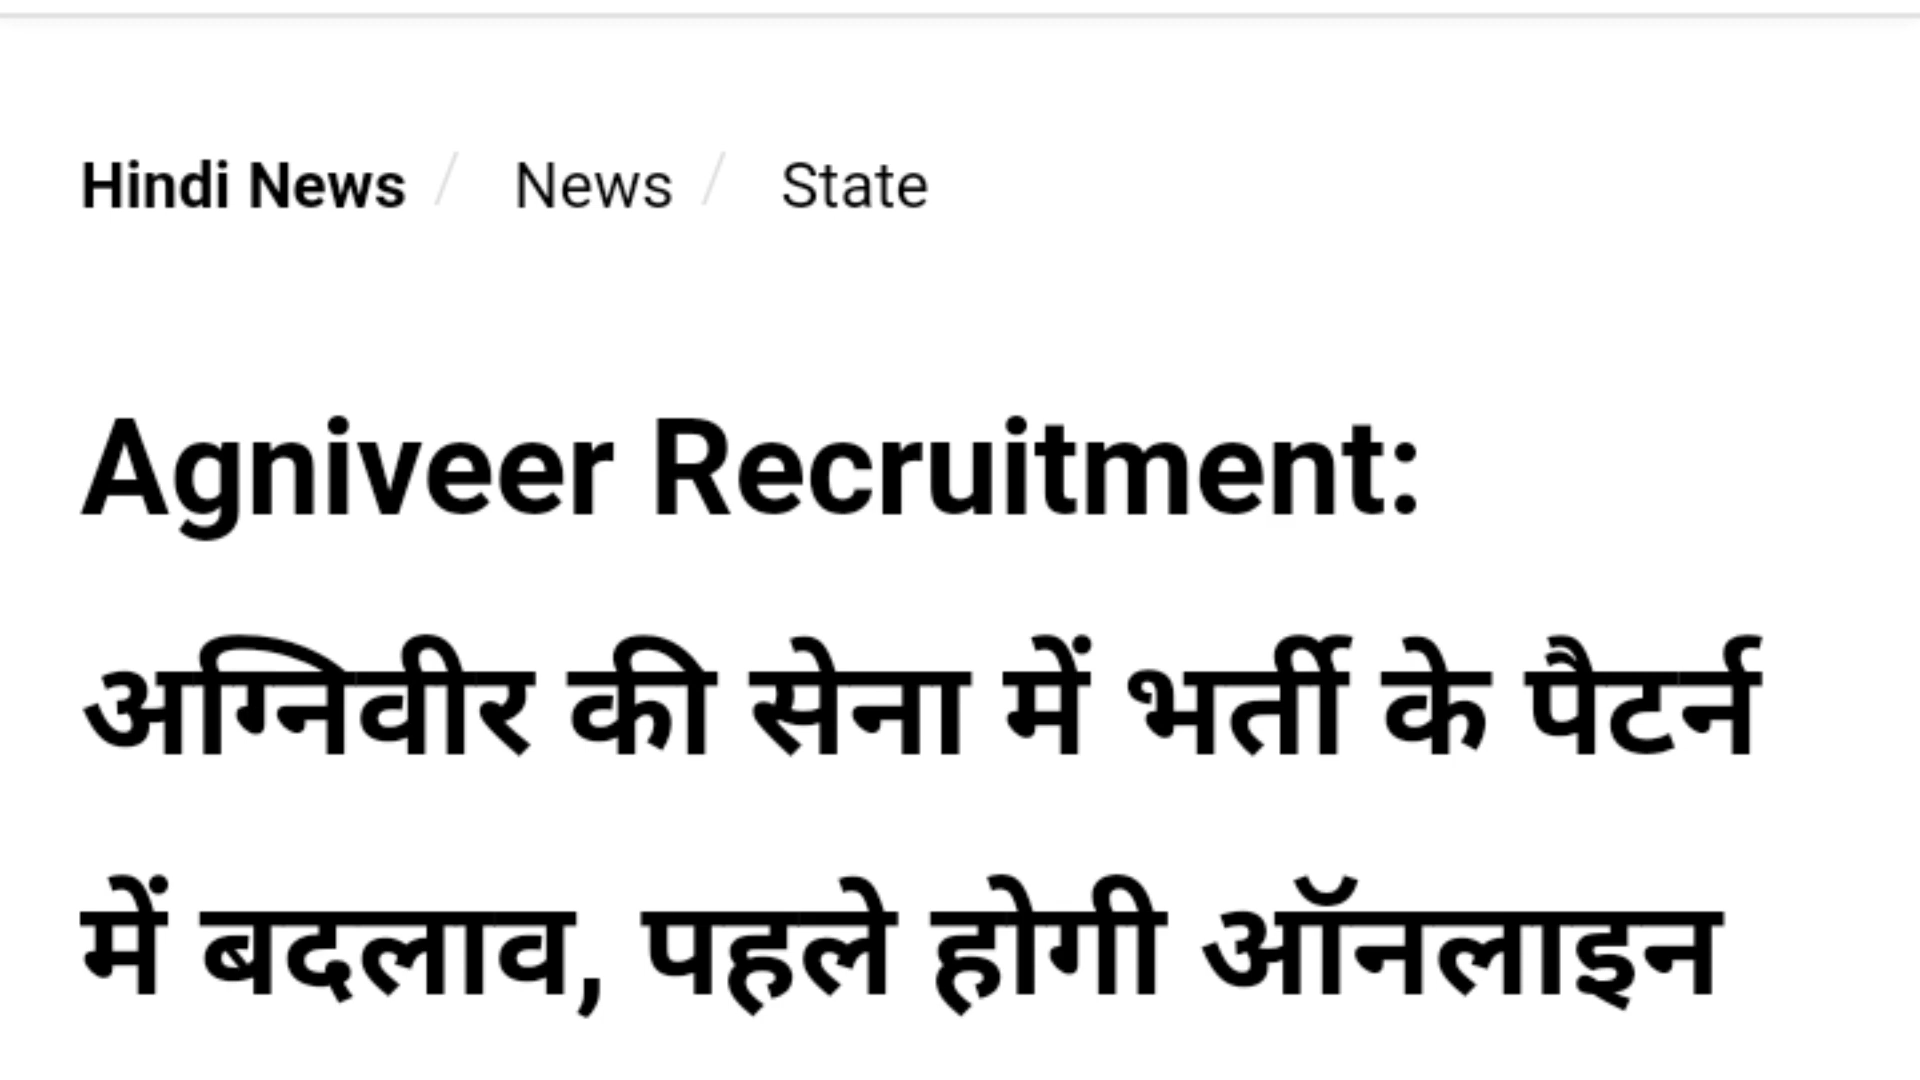 Hindi News / News / State
Agniveer Recruitment:
अग्निवीर की सेना में भर्ती के पैटर्न
में बदलाव, पहले होगी ऑनलाइन